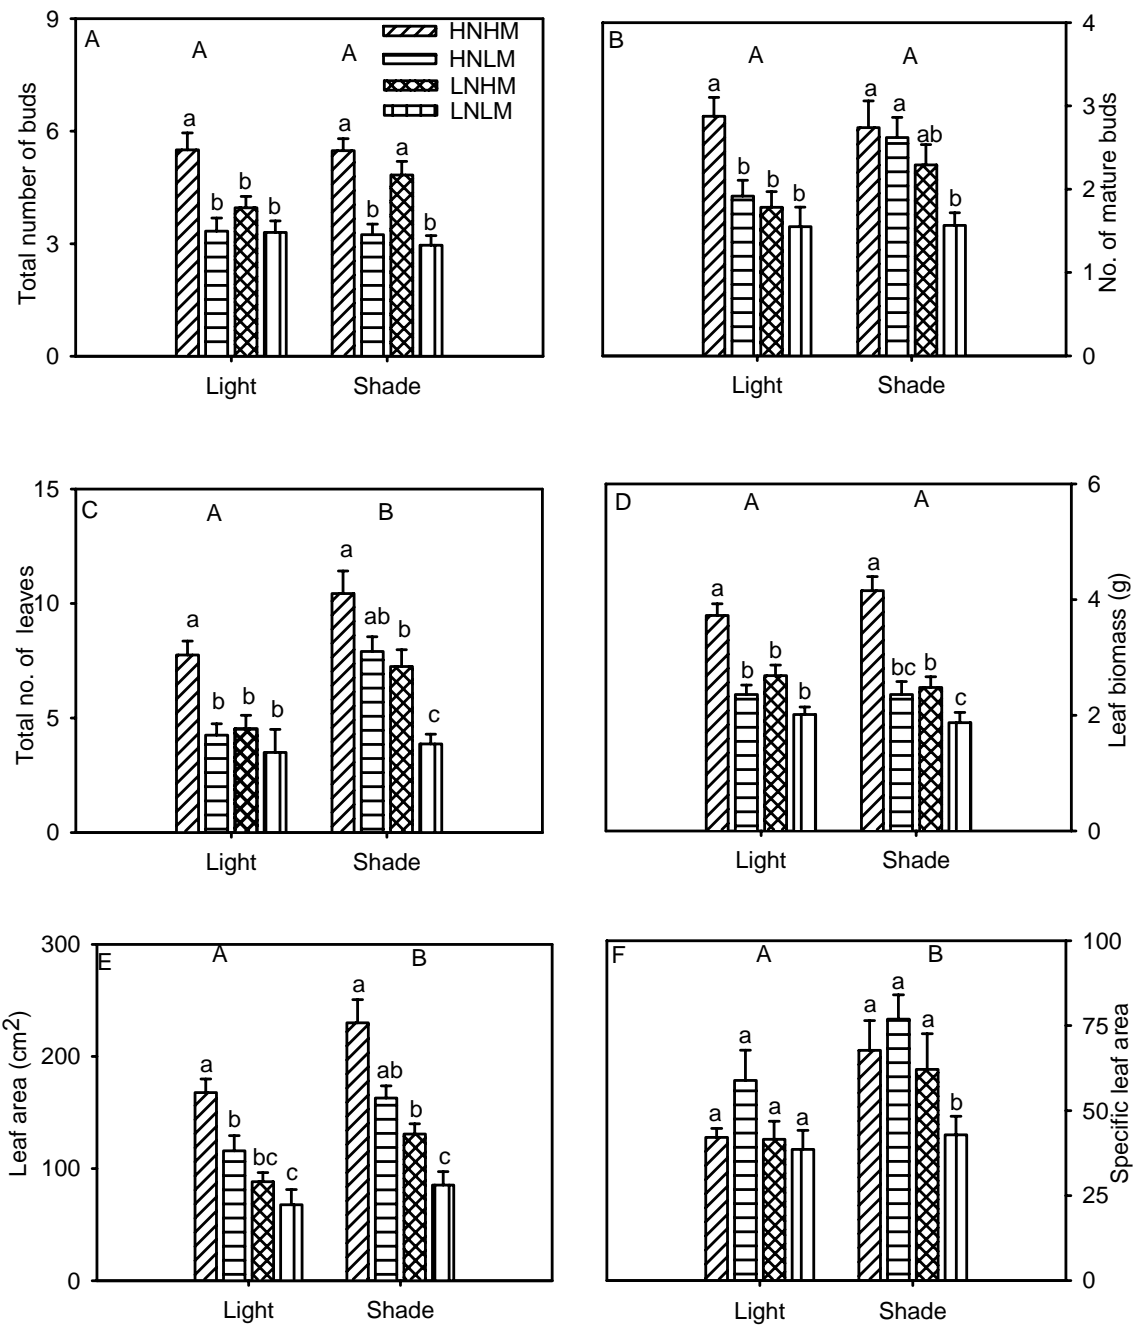 9
6
3
0
Total number of buds
A
A
A
HNHM
HNLM
LNHM
LNLM
a
b
b
b
a
b
a
b
Light
Shade
B
A
A
a
b
b
b
a
a
ab
b
4
3
2
1
0
No. of mature buds
Light
Shade
15
10
5
0
Total no. of leaves
C
A
B
a
b
b
b
a
ab
b
c
Light
Shade
D
A
A
a
b
b
b
a
bc
b
c
6
4
2
0
Leaf biomass (g)
Light
Shade
300
200
100
0
Leaf area (cm²)
E
A
B
a
b
bc
c
a
ab
b
c
Light
Shade
F
A
B
a
a
a
a
a
a
a
b
100
75
50
25
0
Specific leaf area
Light
Shade